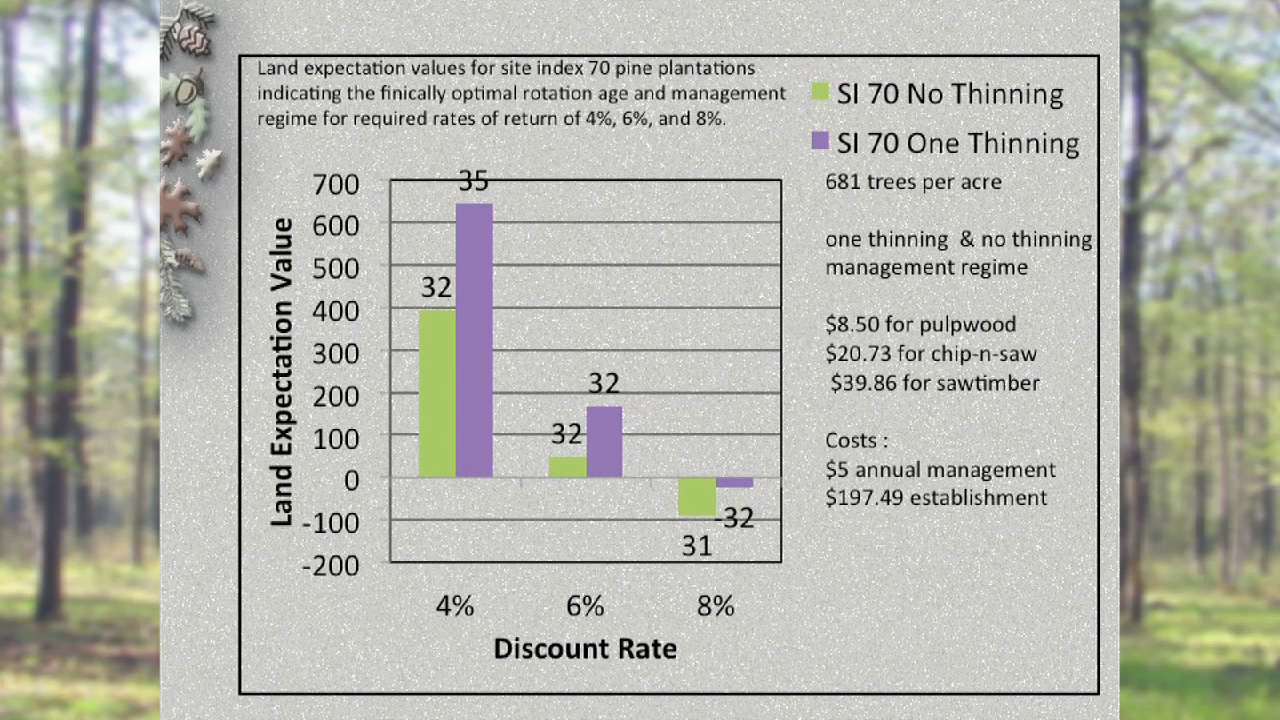 Land expectation values for site index 70 pine plantations
indicating the finically optimal rotation age and management
regime for required rates of return of 4%, 6%, and 8%.
SI 70 No Thinning
SI 70 One Thinning
681 trees per acre
one thinning & no thinning
management regime
$8.50 for pulpwood
$20.73 for chip-n-saw
$39.86 for sawtimber
Costs :
$5 annual management
$197.49 establishment
Land Expectation Value
700
600
500
400
300
200
100
0
-100
-200
32
35
32
32
31
-32
4% 6% 8%
Discount Rate